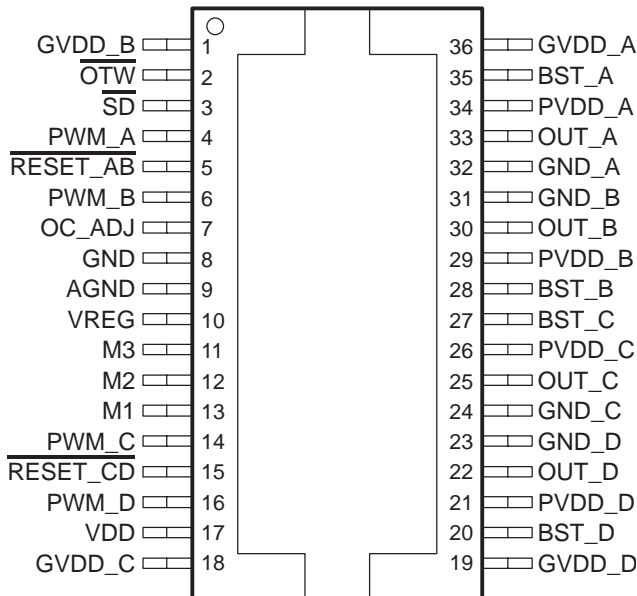 GVDD_B 1 36 GVDD_A
OTW 2 35 BST_A
SD 3 34 PVDD_A
PWM_A 4 33 OUT_A
RESET_AB 5 32 GND_A
PWM_B 6 31 GND_B
OC_ADJ 7 30 OUT_B
GND 8 29 PVDD_B
AGND 9 28 BST_B
VREG 10 27 BST_C
M3 11 26 PVDD_C
M2 12 25 OUT_C
M1 13 24 GND_C
PWM_C 14 23 GND_D
RESET_CD 15 22 OUT_D
PWM_D 16 21 PVDD_D
VDD 17 20 BST_D
GVDD_C 18 19 GVDD_D